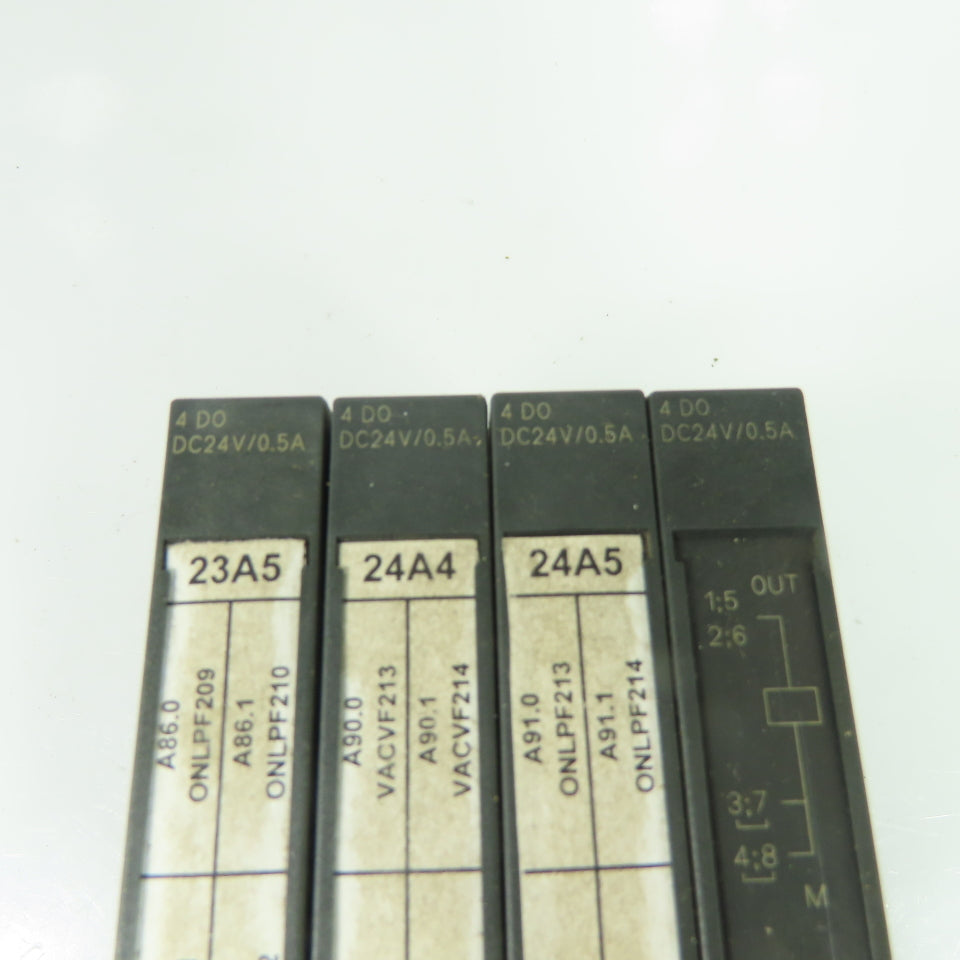 4 DO
DC24V/0.5A
23A5
A86.0
ONLPF209
A86.1
ONLPF210
4 DO
DC24V/0.5A
24A4
A90.0
VACVF213
A90.1
VACVF214
4 DO
DC24V/0.5A
24A5
A91.0
ONLPF213
A91.1
ONLPF214
4 DO
DC24V/0.5A
OUT
1;5
2;6
3;7
4;8
M